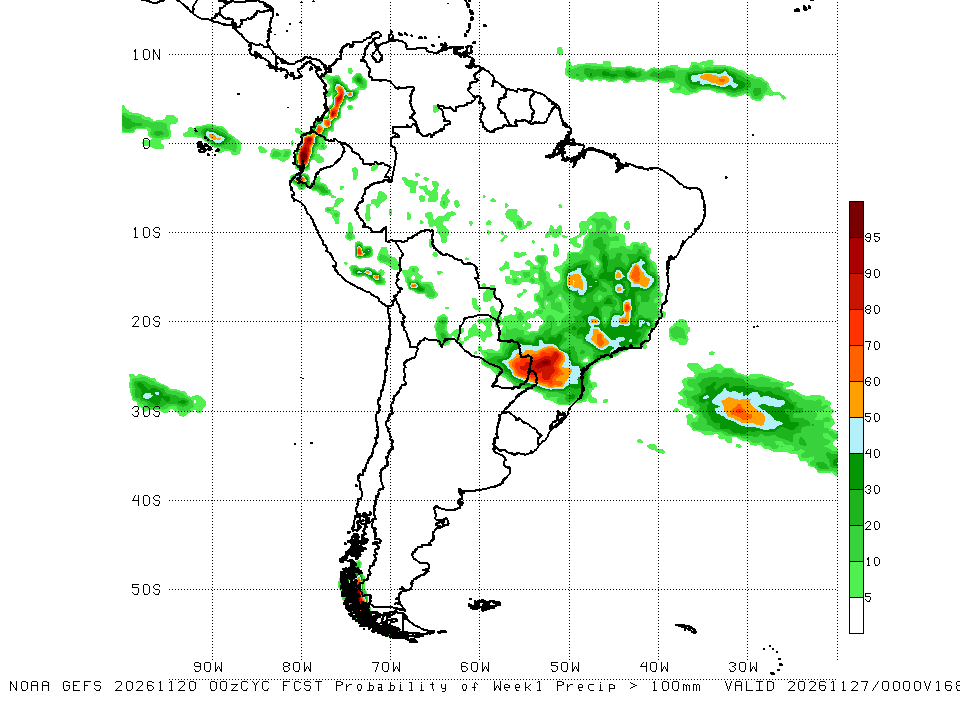 10N
0
10S
20S
30S
40S
50S
95
90
80
70
60
50
40
30
20
10
5
90W 80W 70W 60W 50W 40W 30W
NOAA GEFS 20261120 00zCYC FCST Probability of Week1 Precip > 100mm VALID 20261127/0000V168